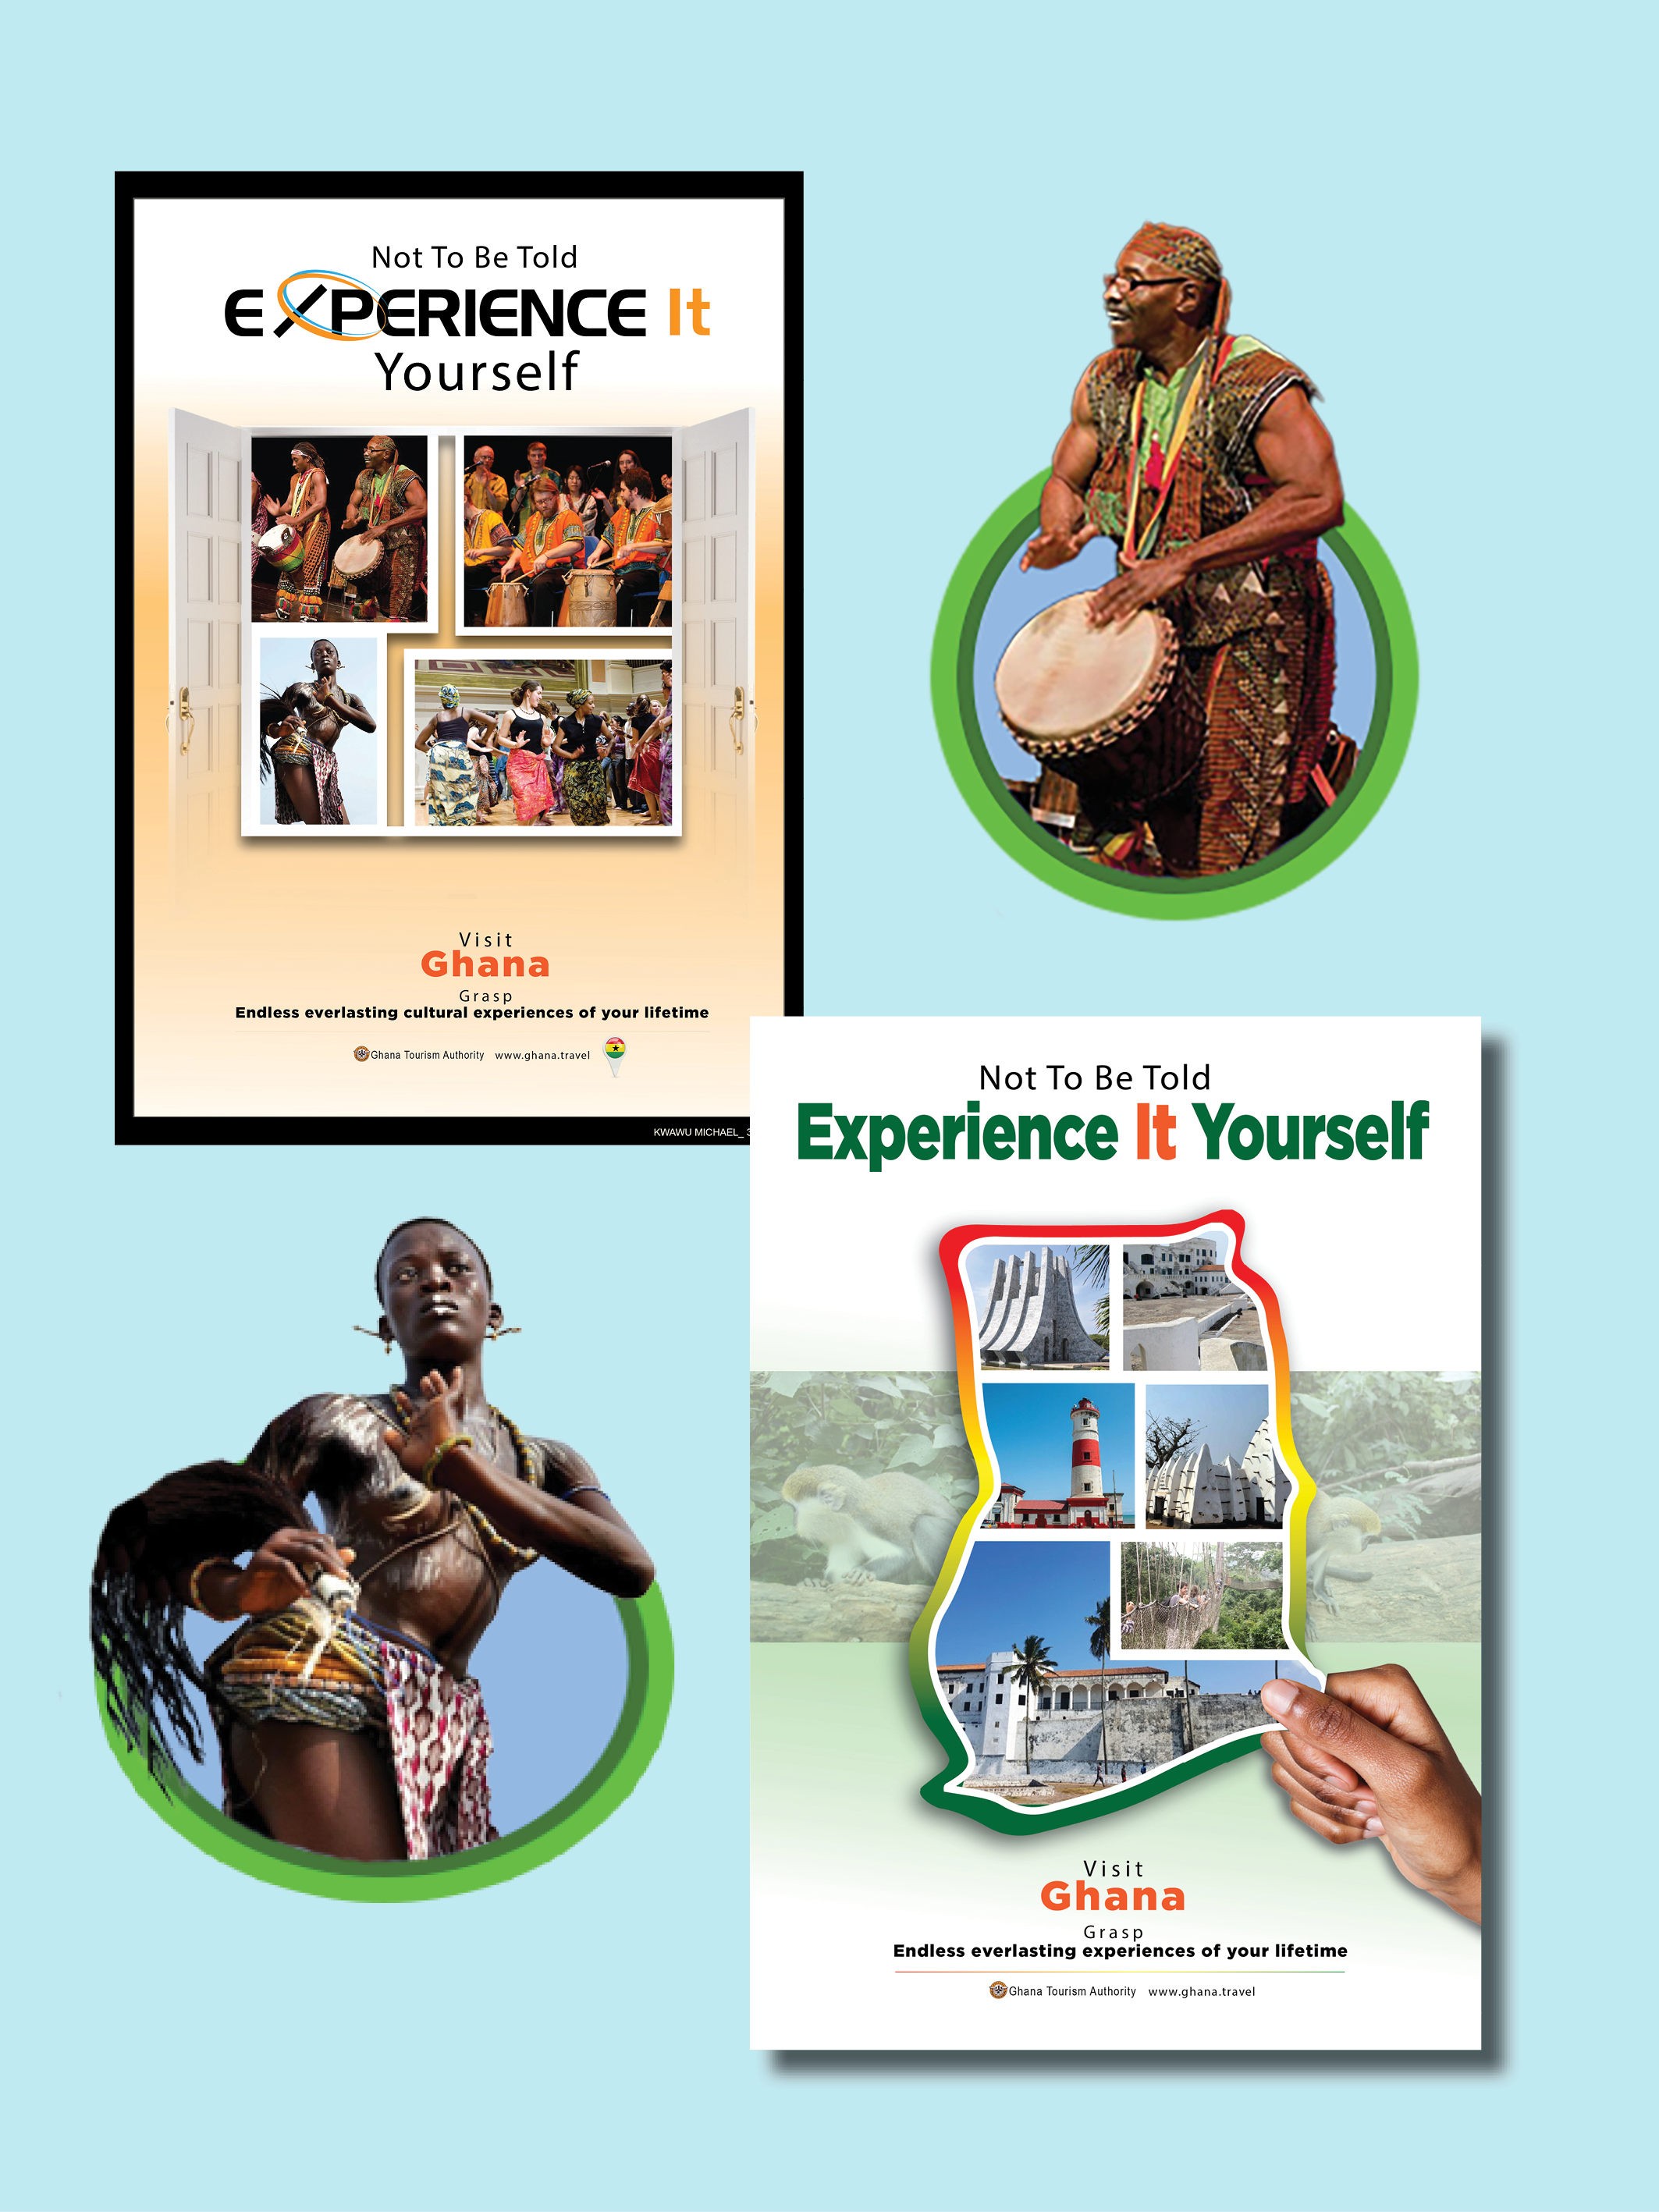 Not To Be Told
EXPERIENCE It
Yourself
Visit
Ghana
Grasp
Endless everlasting cultural experiences of your lifetime
Ghana Tourism Authority www.ghana.travel
KWAWU MICHAEL_ 3
Not To Be Told
Experience It Yourself
Visit
Ghana
Grasp
Endless everlasting experiences of your lifetime
Ghana Tourism Authority www.ghana.travel